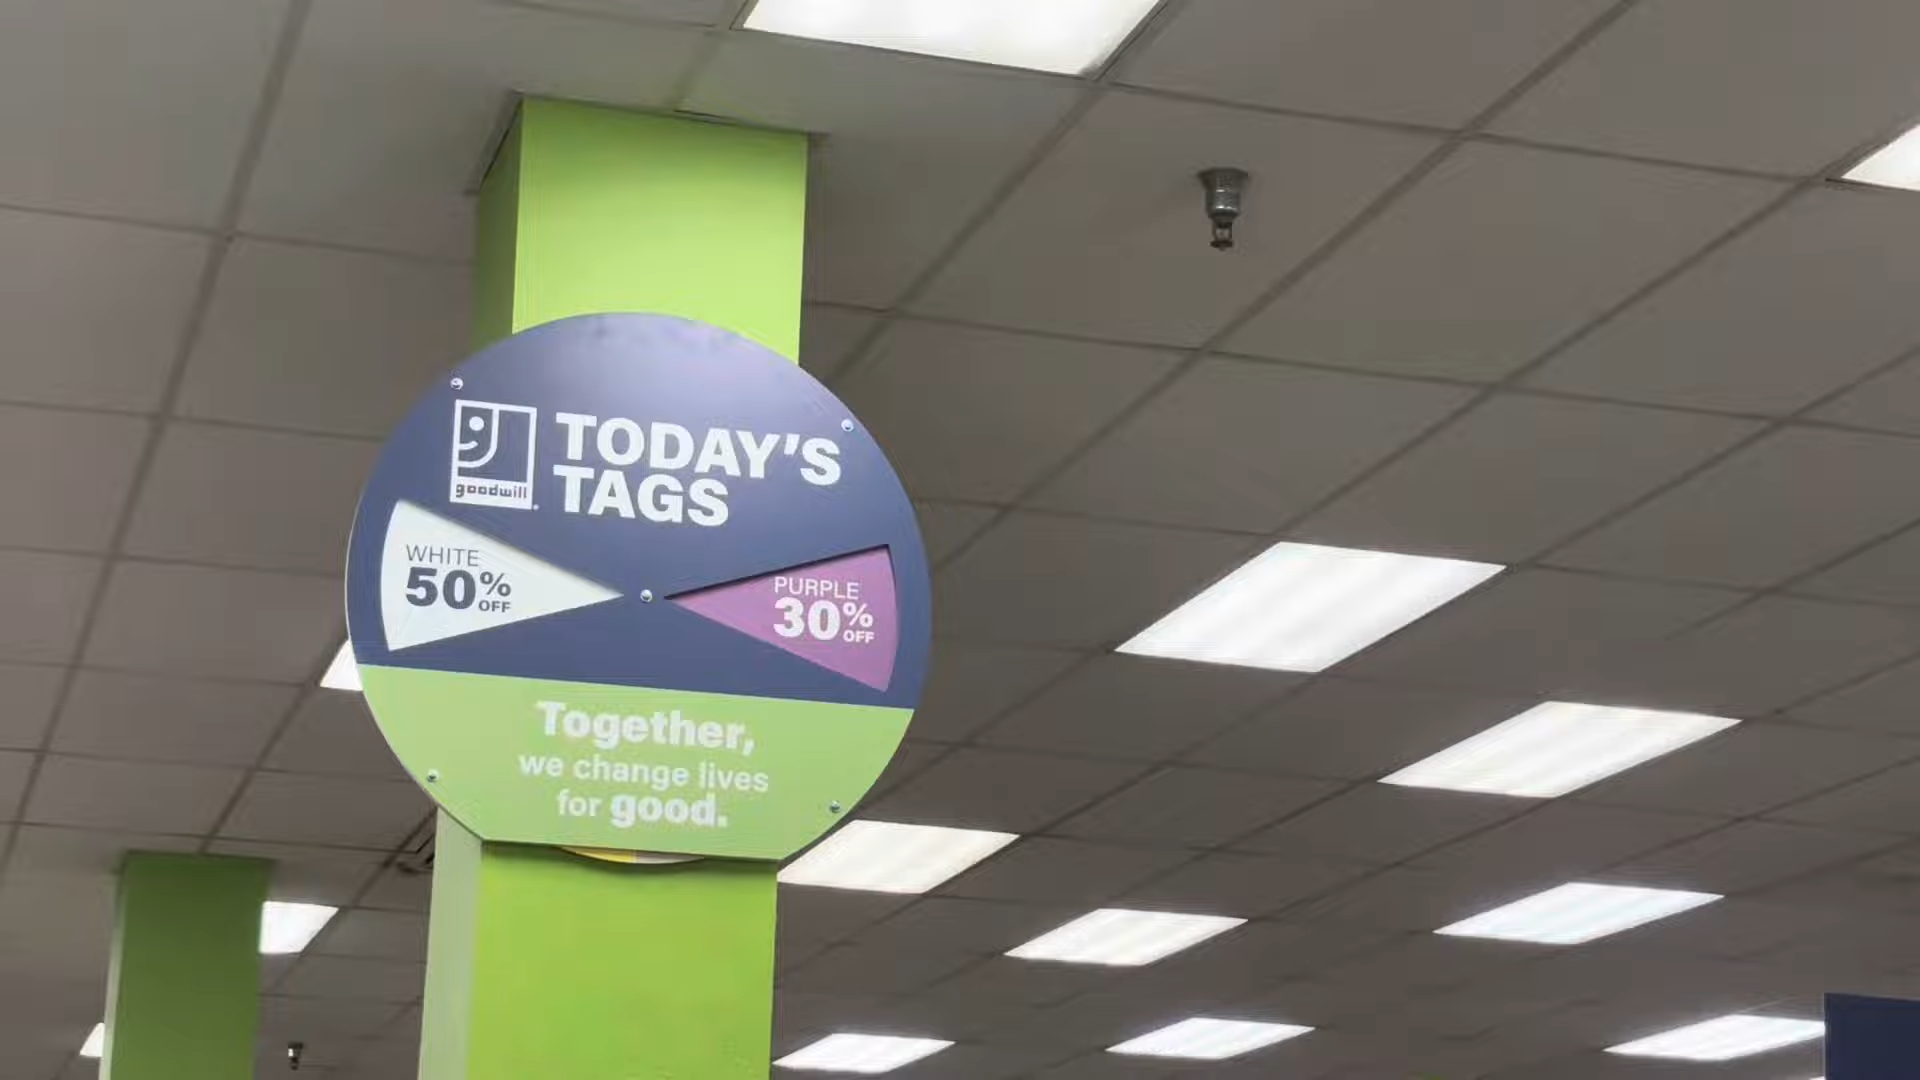 goodwill
TODAY'S
TAGS
WHITE
50%
OFF
PURPLE
30%
OFF
Together,
we change lives
for good.